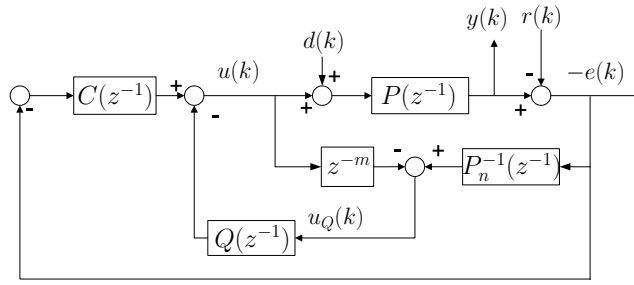 y(k) r(k)
d(k)
u(k) -e(k)
- C(z^{-1}) + - + + P(z^{-1}) + -
z^{-m} - + P_n^{-1}(z^{-1})
u_Q(k)
Q(z^{-1})